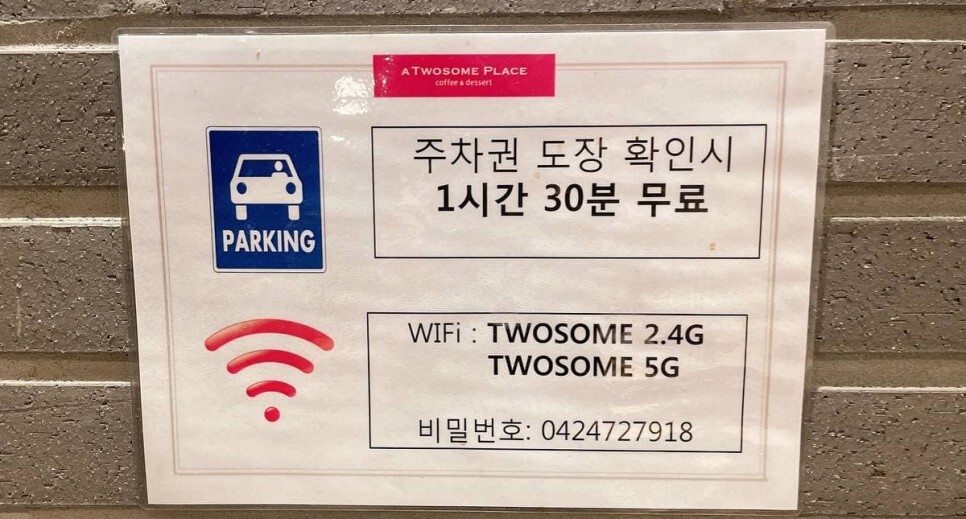 A TWOSOME PLACE
coffee & dessert
주차권 도장 확인시
1시간 30분 무료
PARKING
WIFi : TWOSOME 2.4G
TWOSOME 5G
비밀번호: 0424727918